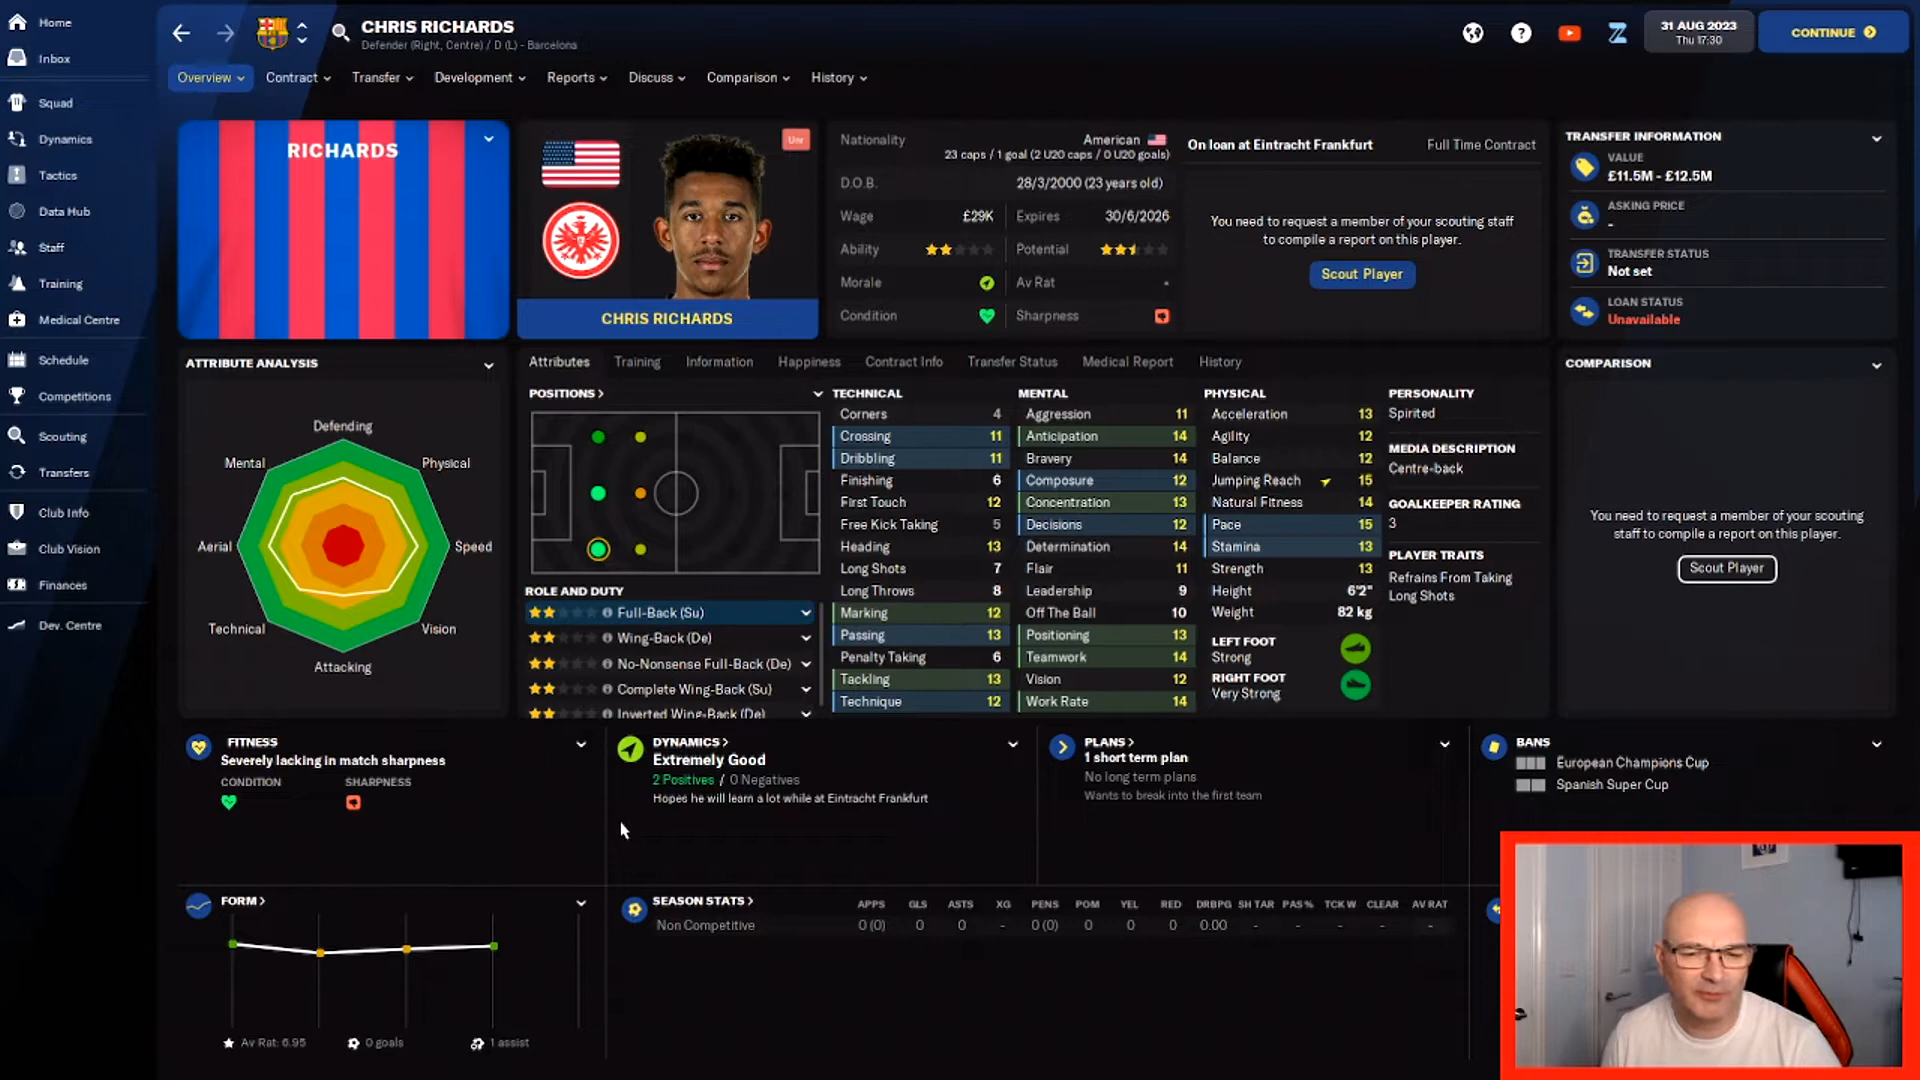 Home
Inbox
Squad
Dynamics
Tactics
Data Hub
Staff
Training
Medical Centre
Schedule
Competitions
Scouting
Transfers
Club Info
Club Vision
Finances
Dev. Centre
CHRIS RICHARDS
Defender (Right, Centre) / D (L) - Barcelona
31 AUG 2023
Thu 17:30
CONTINUE
Overview Contract Transfer Development Reports Discuss Comparison History
RICHARDS
Unr
CHRIS RICHARDS
Nationality American
23 caps / 1 goal (2 U20 caps / 0 U20 goals)
D.O.B. 28/3/2000 (23 years old)
Wage £29K Expires 30/6/2026
Ability Potential
Morale Av Rat -
Condition Sharpness
On loan at Eintracht Frankfurt Full Time Contract
You need to request a member of your scouting staff
to compile a report on this player.
Scout Player
TRANSFER INFORMATION
VALUE
£11.5M - £12.5M
ASKING PRICE
-
TRANSFER STATUS
Not set
LOAN STATUS
Unavailable
ATTRIBUTE ANALYSIS
Defending
Mental Physical
Aerial Speed
Technical Vision
Attacking
Attributes Training Information Happiness Contract Info Transfer Status Medical Report History
POSITIONS >
ROLE AND DUTY
Full-Back (Su)
Wing-Back (De)
No-Nonsense Full-Back (De)
Complete Wing-Back (Su)
Inverted Wing-Back (De)
TECHNICAL
Corners 4
Crossing 11
Dribbling 11
Finishing 6
First Touch 12
Free Kick Taking 5
Heading 13
Long Shots 7
Long Throws 8
Marking 12
Passing 13
Penalty Taking 6
Tackling 13
Technique 12
MENTAL
Aggression 11
Anticipation 14
Bravery 14
Composure 12
Concentration 13
Decisions 12
Determination 14
Flair 11
Leadership 9
Off The Ball 10
Positioning 13
Teamwork 14
Vision 12
Work Rate 14
PHYSICAL
Acceleration 13
Agility 12
Balance 12
Jumping Reach 15
Natural Fitness 14
Pace 15
Stamina 13
Strength 13
Height 6'2"
Weight 82 kg
LEFT FOOT
Strong
RIGHT FOOT
Very Strong
PERSONALITY
Spirited
MEDIA DESCRIPTION
Centre-back
GOALKEEPER RATING
3
PLAYER TRAITS
Refrains From Taking
Long Shots
COMPARISON
You need to request a member of your scouting
staff to compile a report on this player.
Scout Player
FITNESS
Severely lacking in match sharpness
CONDITION SHARPNESS
DYNAMICS >
Extremely Good
2 Positives / 0 Negatives
Hopes he will learn a lot while at Eintracht Frankfurt
PLANS >
1 short term plan
No long term plans
Wants to break into the first team
BANS
European Champions Cup
Spanish Super Cup
FORM >
Av Rat: 6.95 0 goals 1 assist
SEASON STATS > APPS GLS ASTS XG PENS POM YEL RED DRBPG SH TAR PAS % TCK W CLEAR AV RAT
Non Competitive 0 (0) 0 0 - 0 (0) 0 0 0 0.00 - - - - -